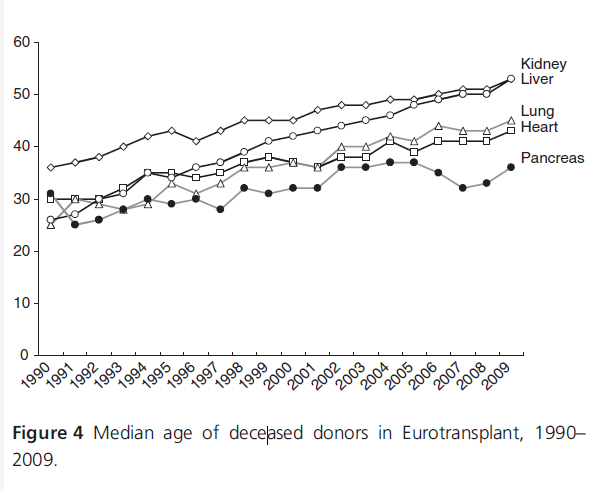 60
50
40
30
20
10
0
Kidney
Liver
Lung
Heart
Pancreas
1990 1991 1992 1993 1994 1995 1996 1997 1998 1999 2000 2001 2002 2003 2004 2005 2006 2007 2008 2009
Figure 4 Median age of deceased donors in Eurotransplant, 1990–
2009.